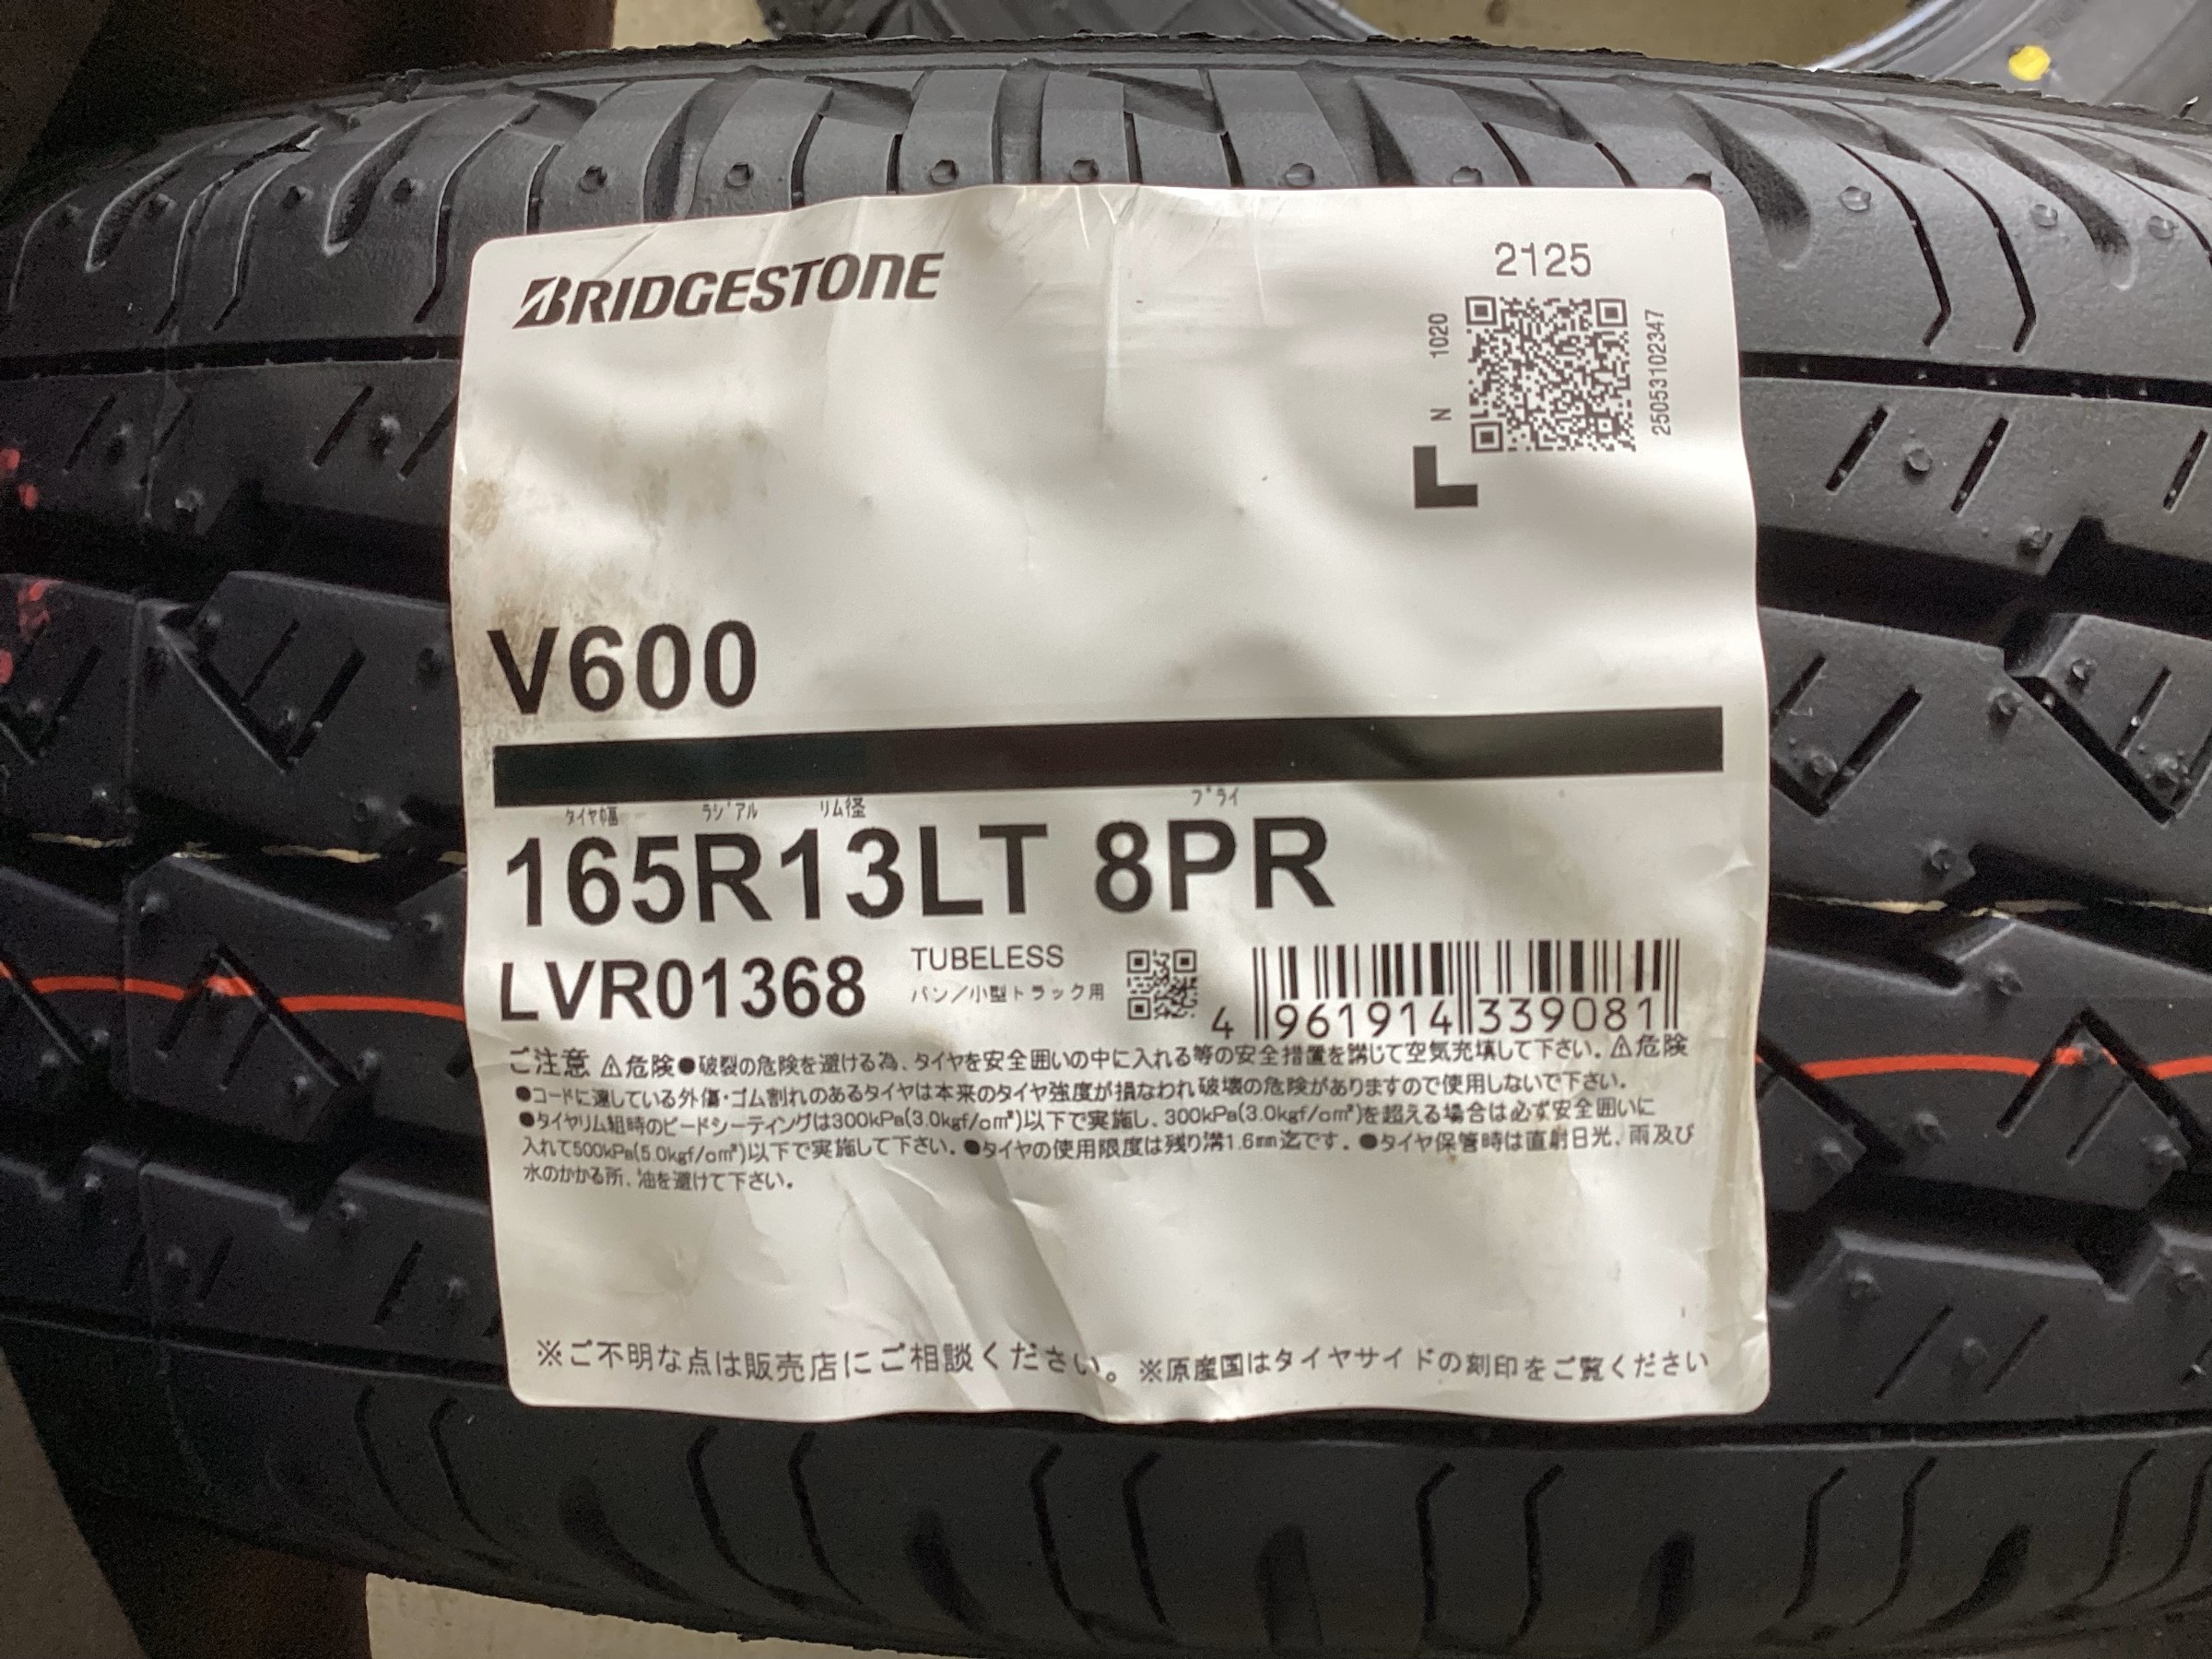 BRIDGESTONE
2125
N 1020
25053102347
L
V600
タイヤ幅 ラジアル リム径 プライ
165R13LT 8PR
LVR01368
TUBELESS
バン/小型トラック用
4 961914 339081
ご注意 ⚠危険●破裂の危険を避ける為、タイヤを安全囲いの中に入れる等の安全措置を講じて空気充填して下さい。⚠危険
●コードに達している外傷・ゴム割れのあるタイヤは本来のタイヤ強度が損なわれ破壊の危険がありますので使用しないで下さい。
●タイヤリム組時のビードシーティングは300kPa(3.0kgf/cm²)以下で実施し、300kPa(3.0kgf/cm²)を超える場合は必ず安全囲いに
入れて500kPa(5.0kgf/cm²)以下で実施して下さい。●タイヤの使用限度は残り溝1.6mm迄です。●タイヤ保管時は直射日光、雨及び
水のかかる所、油を避けて下さい。
※ご不明な点は販売店にご相談ください。※原産国はタイヤサイドの刻印をご覧ください